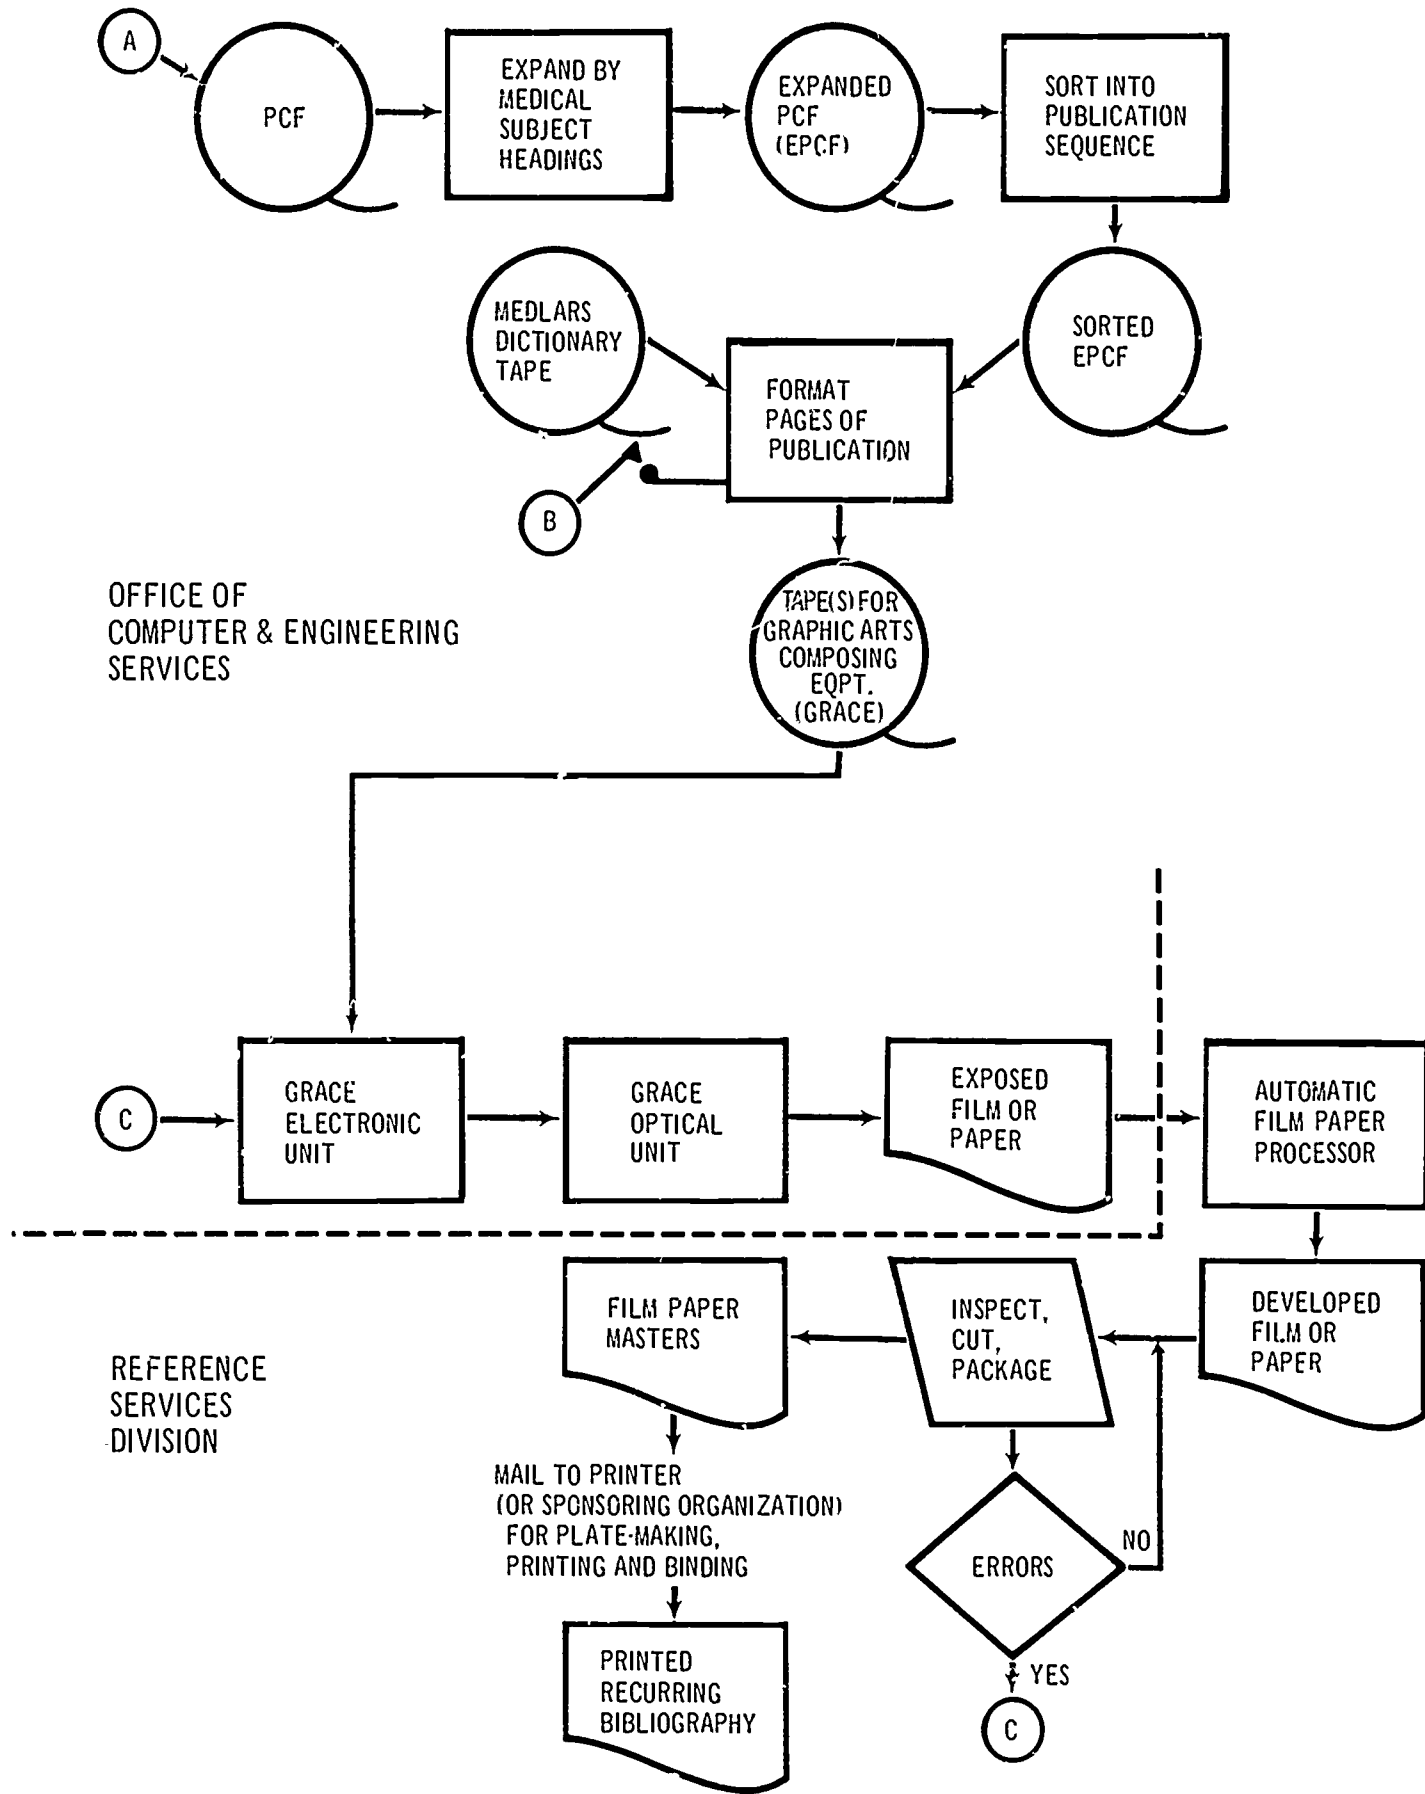 A
PCF
EXPAND BY
MEDICAL
SUBJECT
HEADINGS
EXPANDED
PCF
(EPCF)
SORT INTO
PUBLICATION
SEQUENCE
MEDLARS
DICTIONARY
TAPE
SORTED
EPCF
FORMAT
PAGES OF
PUBLICATION
B
OFFICE OF
COMPUTER & ENGINEERING
SERVICES
TAPE(S) FOR
GRAPHIC ARTS
COMPOSING
EQPT.
(GRACE)
C
GRACE
ELECTRONIC
UNIT
GRACE
OPTICAL
UNIT
EXPOSED
FILM OR
PAPER
AUTOMATIC
FILM PAPER
PROCESSOR
FILM PAPER
MASTERS
INSPECT,
CUT,
PACKAGE
DEVELOPED
FILM OR
PAPER
REFERENCE
SERVICES
DIVISION
MAIL TO PRINTER
(OR SPONSORING ORGANIZATION)
FOR PLATE-MAKING,
PRINTING AND BINDING
ERRORS
NO
YES
PRINTED
RECURRING
BIBLIOGRAPHY
C